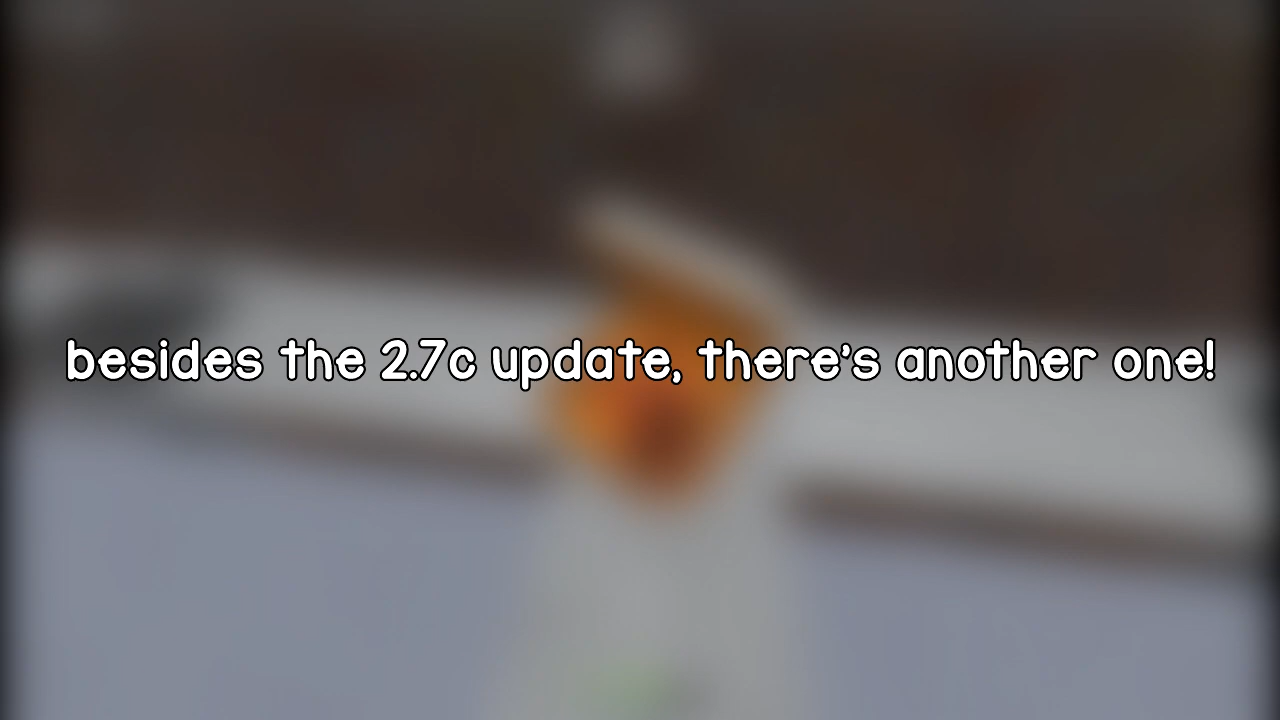 besides the 2.7c update, there's another one!